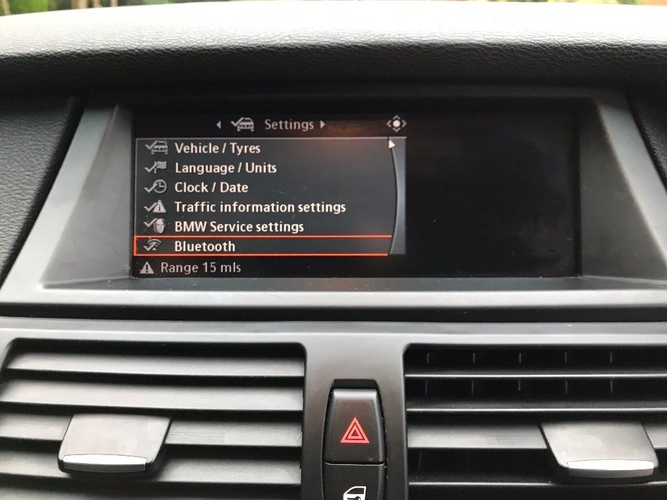 Settings
Vehicle / Tyres
Language / Units
Clock / Date
Traffic information settings
BMW Service settings
Bluetooth
Range 15 mls